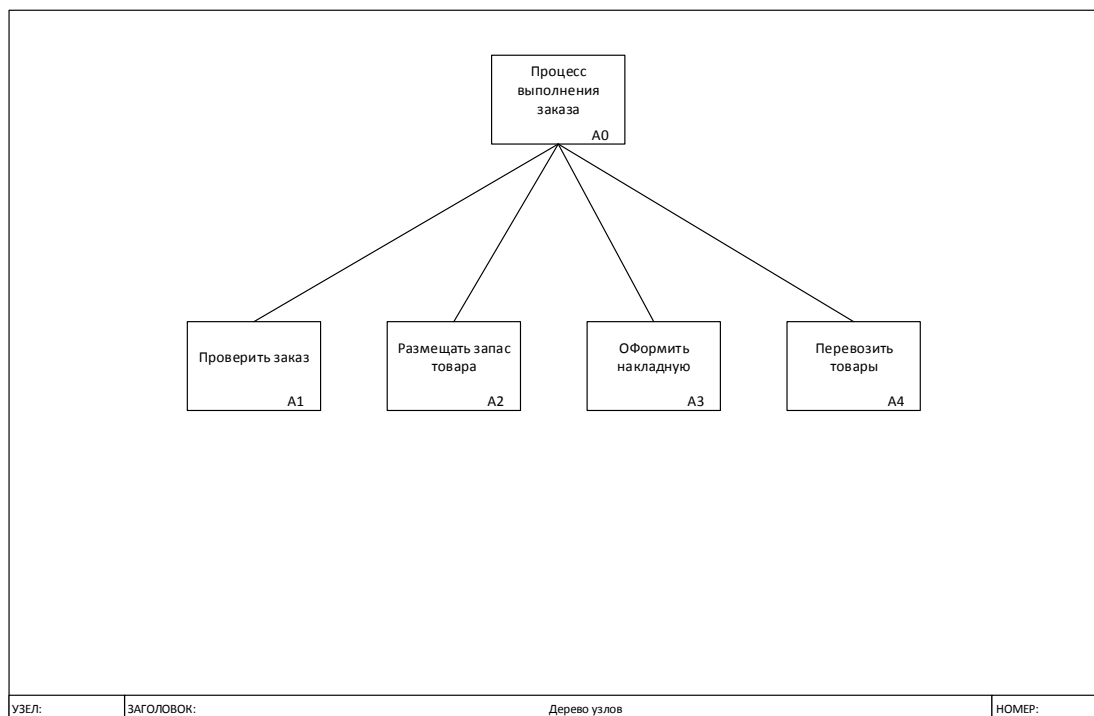 Процесс
выполнения
заказа
A0
Проверить заказ
A1
Размещать запас
товара
A2
ОФормить
накладную
A3
Перевозить
товары
A4
УЗЕЛ:
ЗАГОЛОВОК:
Дерево узлов
НОМЕР: